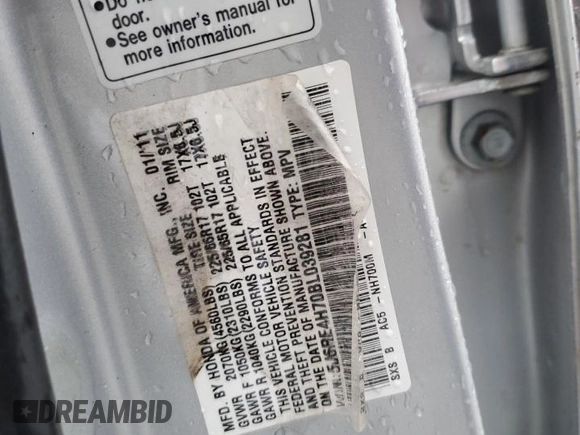 Do
door.
See owner's manual for
more information.
MFD. BY HONDA OF AMERICA MFG., INC. 01/11
TIRE SIZE RIM SIZE
2070KG(4560LBS) 225/65R17 102T 17X6.5J
GVWR
F 1050KG(2310LBS) 225/65R17 102T 17X6.5J
GAWR
GAWR R 1040KG(2290LBS) ALL APPLICABLE
THIS VEHICLE CONFORMS TO ALL
FEDERAL MOTOR VEHICLE SAFETY
AND THEFT PREVENTION STANDARDS IN EFFECT
ON THE DATE OF MANUFACTURE SHOWN ABOVE.
TYPE: MPV
SXS B AC5 -NH700M -A
DREAMBID